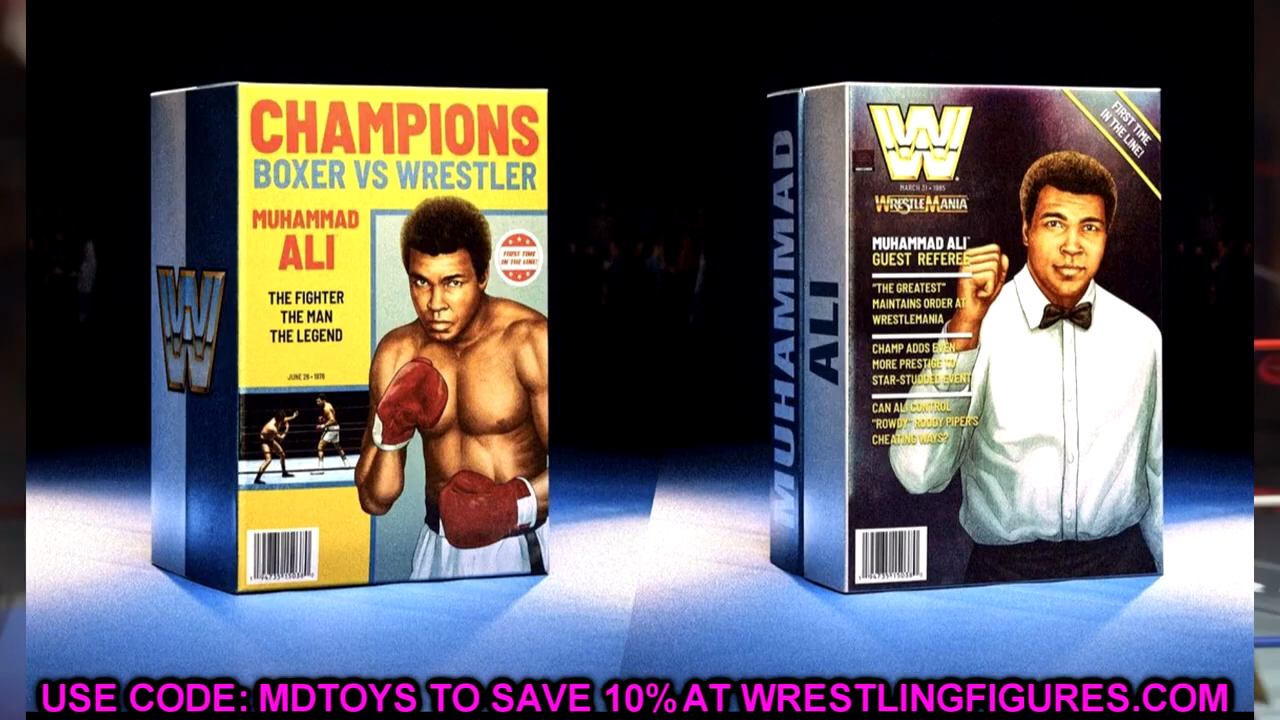 CHAMPIONS
BOXER VS WRESTLER
MUHAMMAD
ALI
FIRST TIME
IN THE LINE!
THE FIGHTER
THE MAN
THE LEGEND
JUNE 26 • 1976
W
MUHAMMAD
ALI
W
FIRST TIME
IN THE LINE!
MARCH 31 • 1985
WRESTLEMANIA
MUHAMMAD ALI
GUEST REFEREE
"THE GREATEST"
MAINTAINS ORDER AT
WRESTLEMANIA
CHAMP ADDS EVEN
MORE PRESTIGE TO
STAR-STUDDED EVENT
CAN ALI CONTROL
"ROWDY" RODDY PIPER'S
CHEATING WAYS?
USE CODE: MDTOYS TO SAVE 10% AT WRESTLINGFIGURES.COM